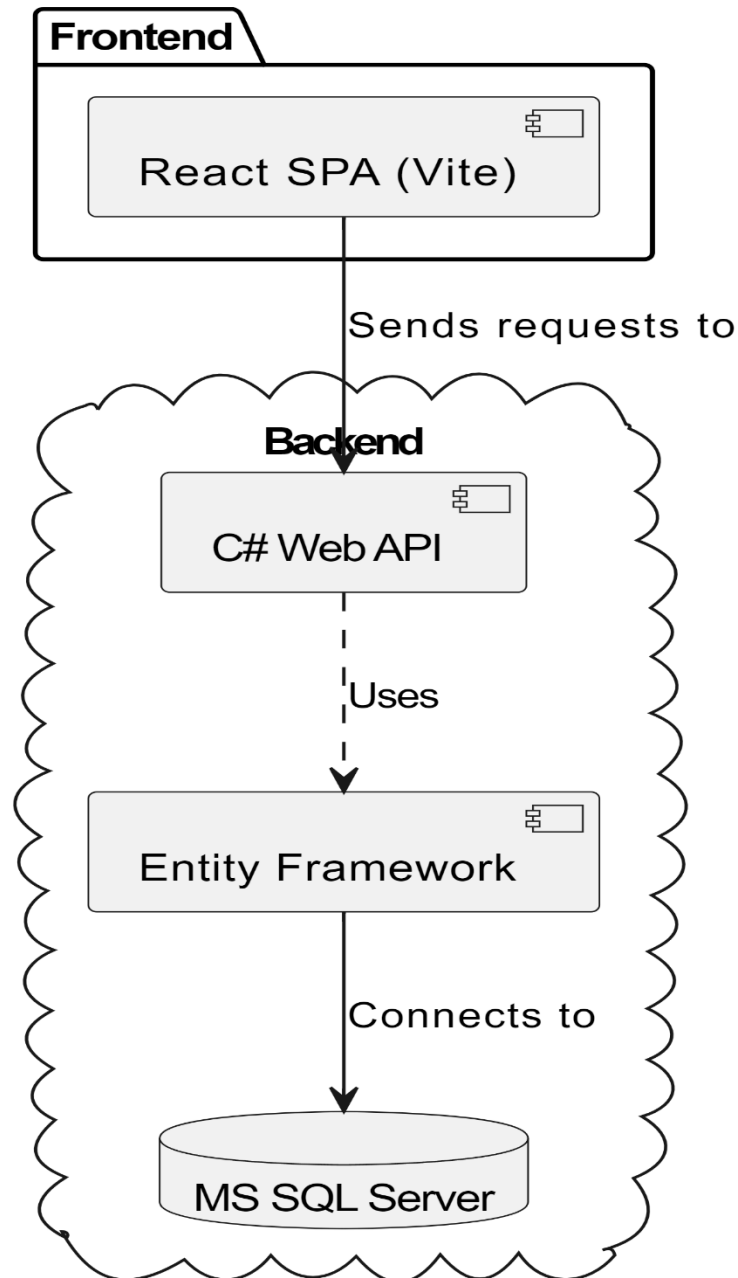 Frontend
React SPA (Vite)
Sends requests to
Backend
C# Web API
Uses
Entity Framework
Connects to
MS SQL Server